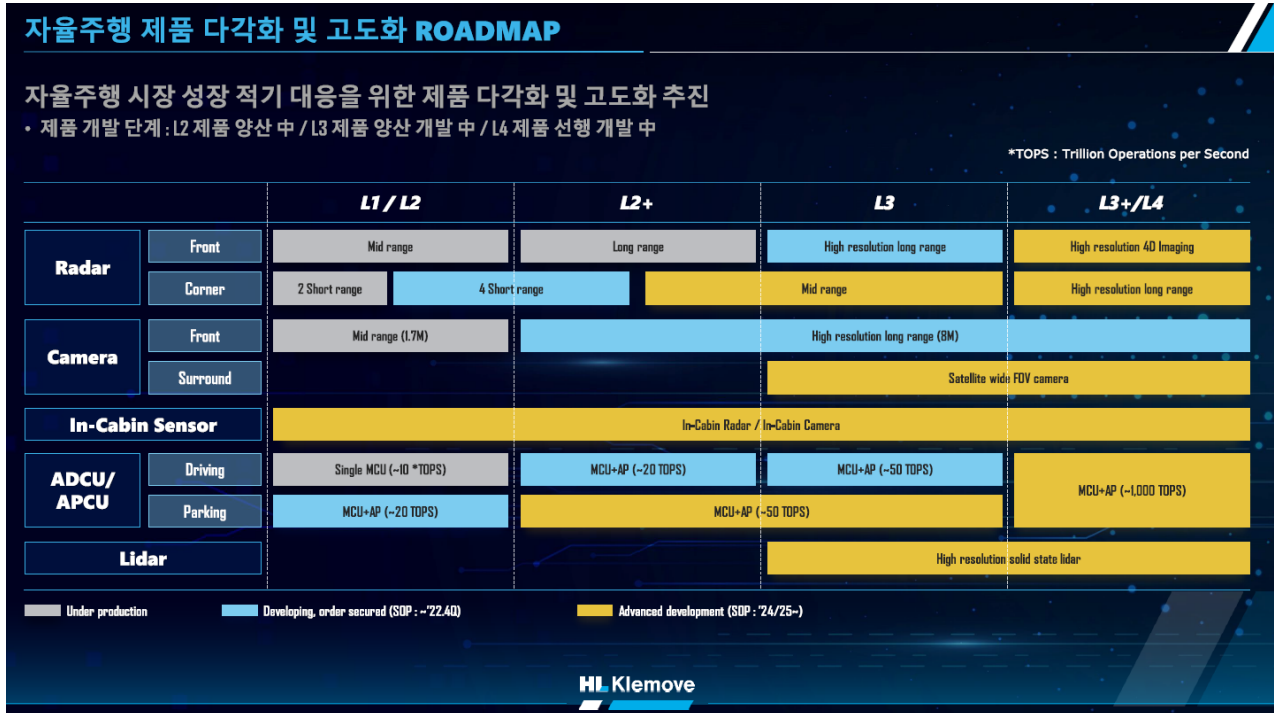 자율주행 제품 다각화 및 고도화 ROADMAP
자율주행 시장 성장 적기 대응을 위한 제품 다각화 및 고도화 추진
• 제품 개발 단계 : L2 제품 양산 中 / L3 제품 양산 개발 中 / L4 제품 선행 개발 中
*TOPS : Trillion Operations per Second
L1 / L2
L2+
L3
L3+/L4
Radar
Front
Mid range
Long range
High resolution long range
High resolution 4D Imaging
Corner
2 Short range
4 Short range
Mid range
High resolution long range
Camera
Front
Mid range (1.7M)
High resolution long range (8M)
Surround
Satellite wide FOV camera
In-Cabin Sensor
In-Cabin Radar / In-Cabin Camera
ADCU/
APCU
Driving
Single MCU (~10 *TOPS)
MCU+AP (~20 TOPS)
MCU+AP (~50 TOPS)
MCU+AP (~1,000 TOPS)
Parking
MCU+AP (~20 TOPS)
MCU+AP (~50 TOPS)
Lidar
High resolution solid state lidar
Under production
Developing, order secured (SOP : ~'22.4Q)
Advanced development (SOP : '24/25~)
HL Klemove